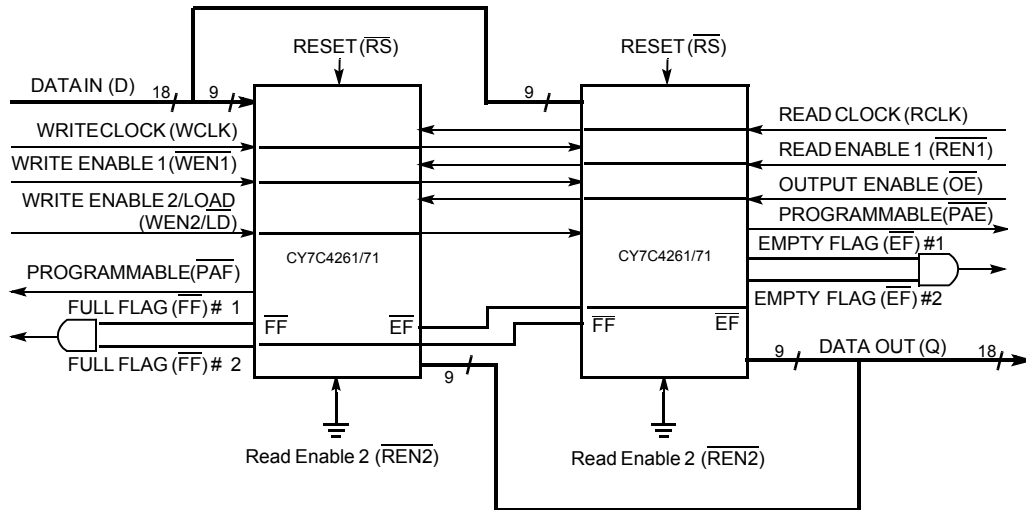 RESET (RS)
RESET (RS)
DATA IN (D)
18
9
9
WRITE CLOCK (WCLK)
READ CLOCK (RCLK)
WRITE ENABLE 1 (WEN1)
READ ENABLE 1 (REN1)
WRITE ENABLE 2/LOAD
(WEN2/LD)
OUTPUT ENABLE (OE)
PROGRAMMABLE(PAE)
CY7C4261/71
CY7C4261/71
EMPTY FLAG (EF) #1
PROGRAMMABLE(PAF)
FULL FLAG (FF) # 1
EMPTY FLAG (EF) #2
FF
EF
FF
EF
FULL FLAG (FF) # 2
9
DATA OUT (Q)
18
9
Read Enable 2 (REN2)
Read Enable 2 (REN2)